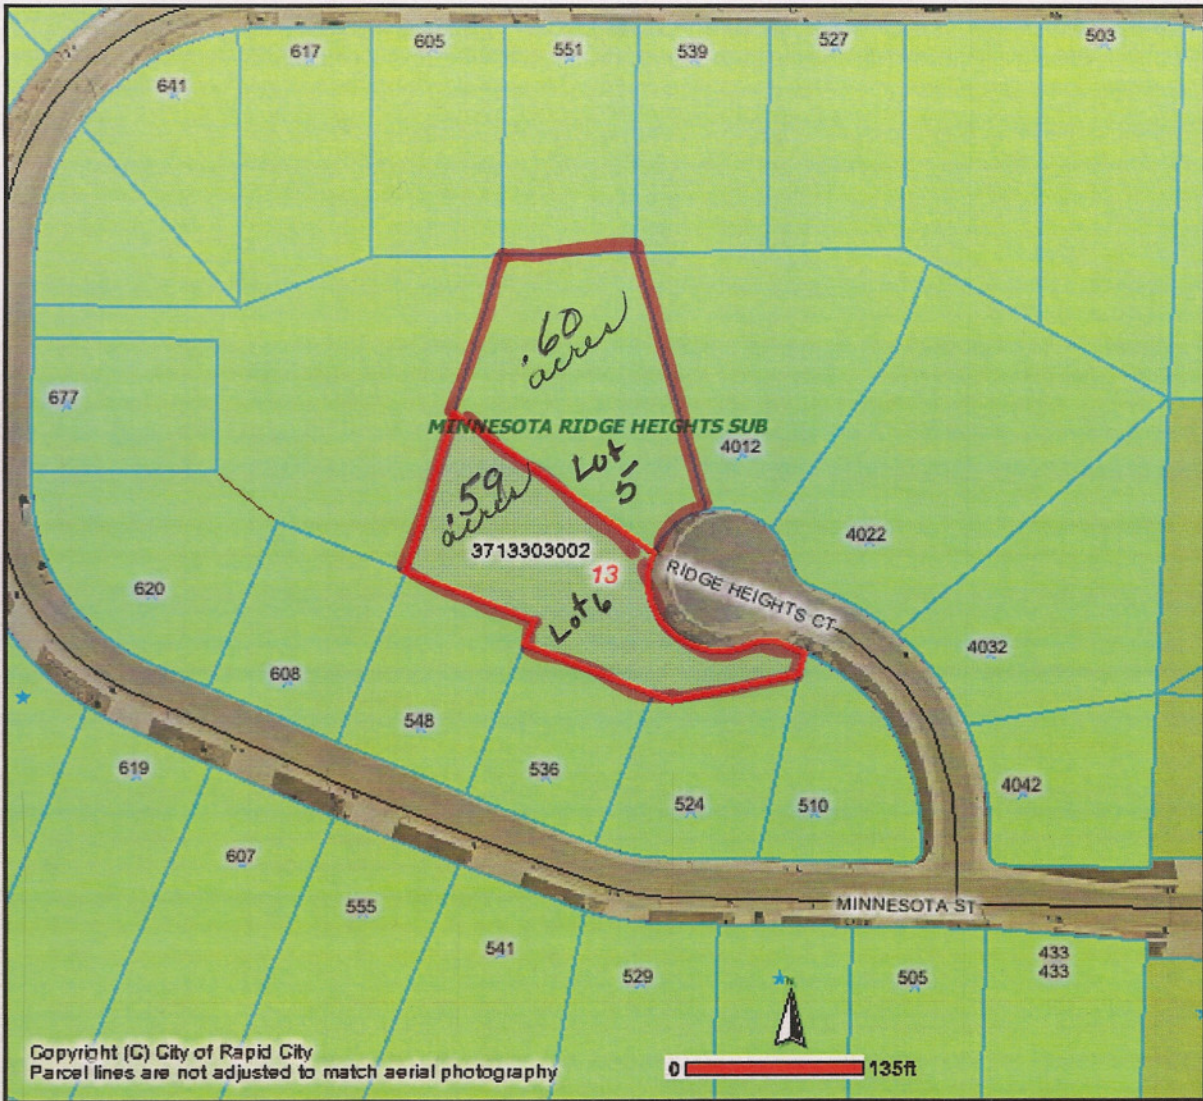 617
605
551
539
527
503
641
.60
acres
677
MINNESOTA RIDGE HEIGHTS SUB
4012
Lot
5
.59
acres
3713303002
13
4022
RIDGE HEIGHTS CT
Lot 6
620
4032
608
548
536
619
524
510
4042
607
555
MINNESOTA ST
541
529
505
433
433
N
Copyright (C) City of Rapid City
Parcel lines are not adjusted to match aerial photography
0 135ft